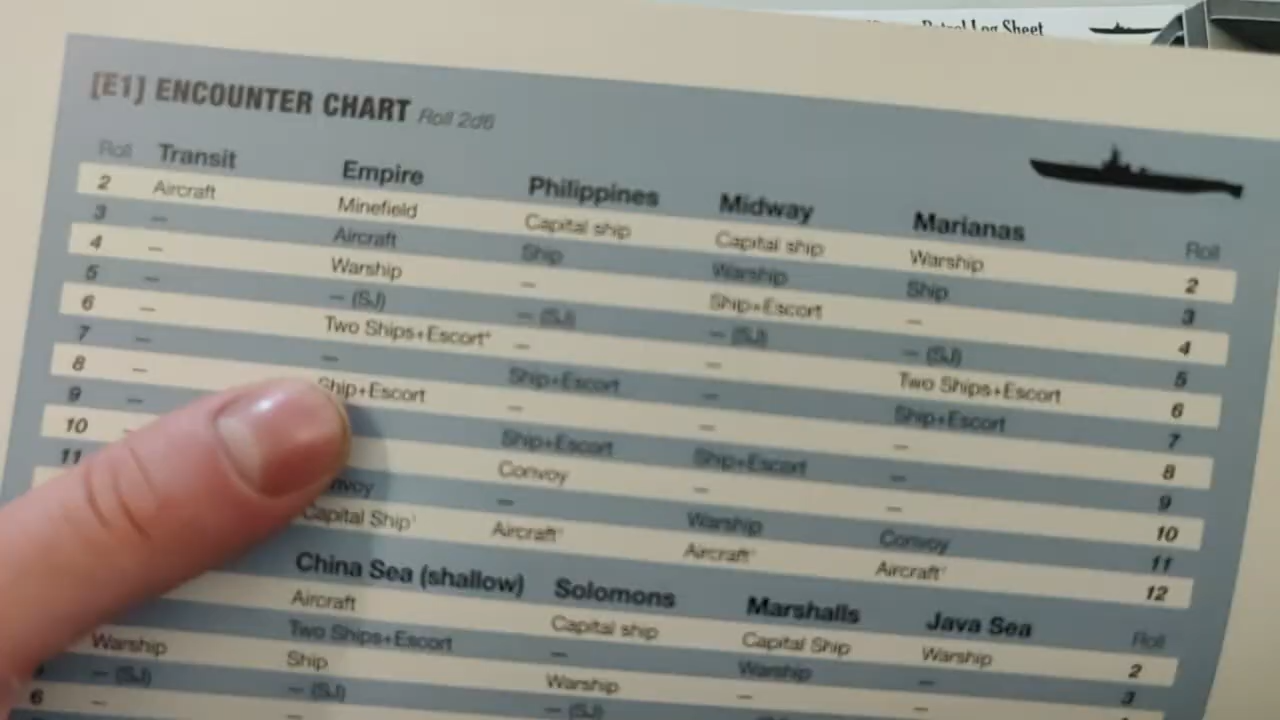 Patrol Log Sheet
[E1] ENCOUNTER CHART Roll 2d6
Roll Transit Empire Philippines Midway Marianas Roll
2 Aircraft Minefield Capital ship Capital ship Warship 2
3 — Aircraft Ship Warship Ship 3
4 — Warship — Ship+Escort — 4
5 — — (SJ) — (SJ) — (SJ) — (SJ) 5
6 — Two Ships+Escort* — — Two Ships+Escort 6
7 — — Ship+Escort — Ship+Escort 7
8 — Ship+Escort — — — 8
9 — Ship+Escort Ship+Escort — 9
10 — Convoy — — 10
11 — Warship Convoy 11
Capital Ship¹ Aircraft¹ Aircraft¹ Aircraft¹ 12
China Sea (shallow) Solomons Marshalls Java Sea Roll
Aircraft Capital ship Capital Ship Warship 2
Two Ships+Escort — Warship — 3
Warship Ship Warship — —
— (SJ) — (SJ) — (SJ)
6 — —